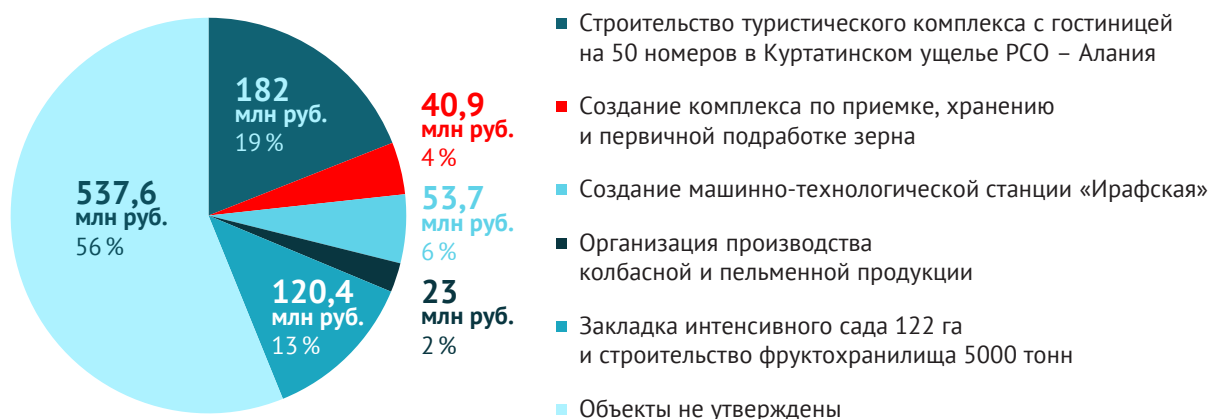 182
млн руб.
19 %
40,9
млн руб.
4 %
537,6
млн руб.
56 %
53,7
млн руб.
6 %
120,4
млн руб.
13 %
23
млн руб.
2 %
Строительство туристического комплекса с гостиницей
на 50 номеров в Куртатинском ущелье РСО – Алания
Создание комплекса по приемке, хранению
и первичной подработке зерна
Создание машинно-технологической станции «Ирафская»
Организация производства
колбасной и пельменной продукции
Закладка интенсивного сада 122 га
и строительство фруктохранилища 5000 тонн
Объекты не утверждены